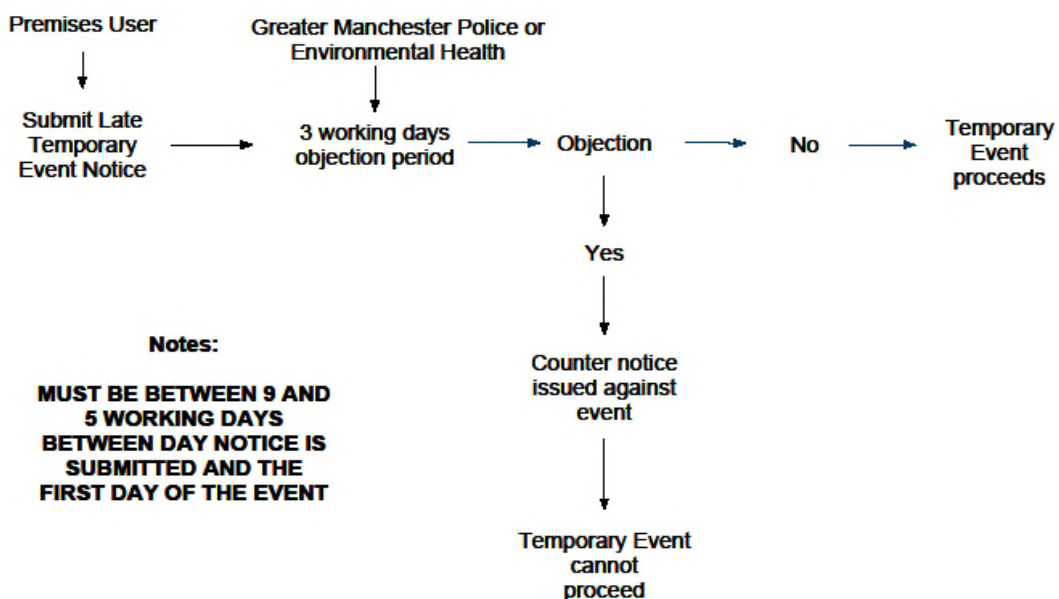 Premises User
Greater Manchester Police or
Environmental Health
Submit Late
Temporary
Event Notice
3 working days
objection period
Objection
No
Temporary
Event
proceeds
Yes
Counter notice
issued against
event
Temporary Event
cannot
proceed
Notes:
MUST BE BETWEEN 9 AND
5 WORKING DAYS
BETWEEN DAY NOTICE IS
SUBMITTED AND THE
FIRST DAY OF THE EVENT